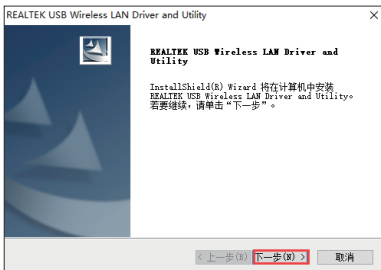 REALTEK USB Wireless LAN Driver and Utility
REALTEK USB Wireless LAN Driver and
Utility
InstallShield(R) Wizard 将在计算机中安装
REALTEK USB Wireless LAN Driver and Utility。
若要继续，请单击“下一步”。
< 上一步(B) 下一步(N) > 取消